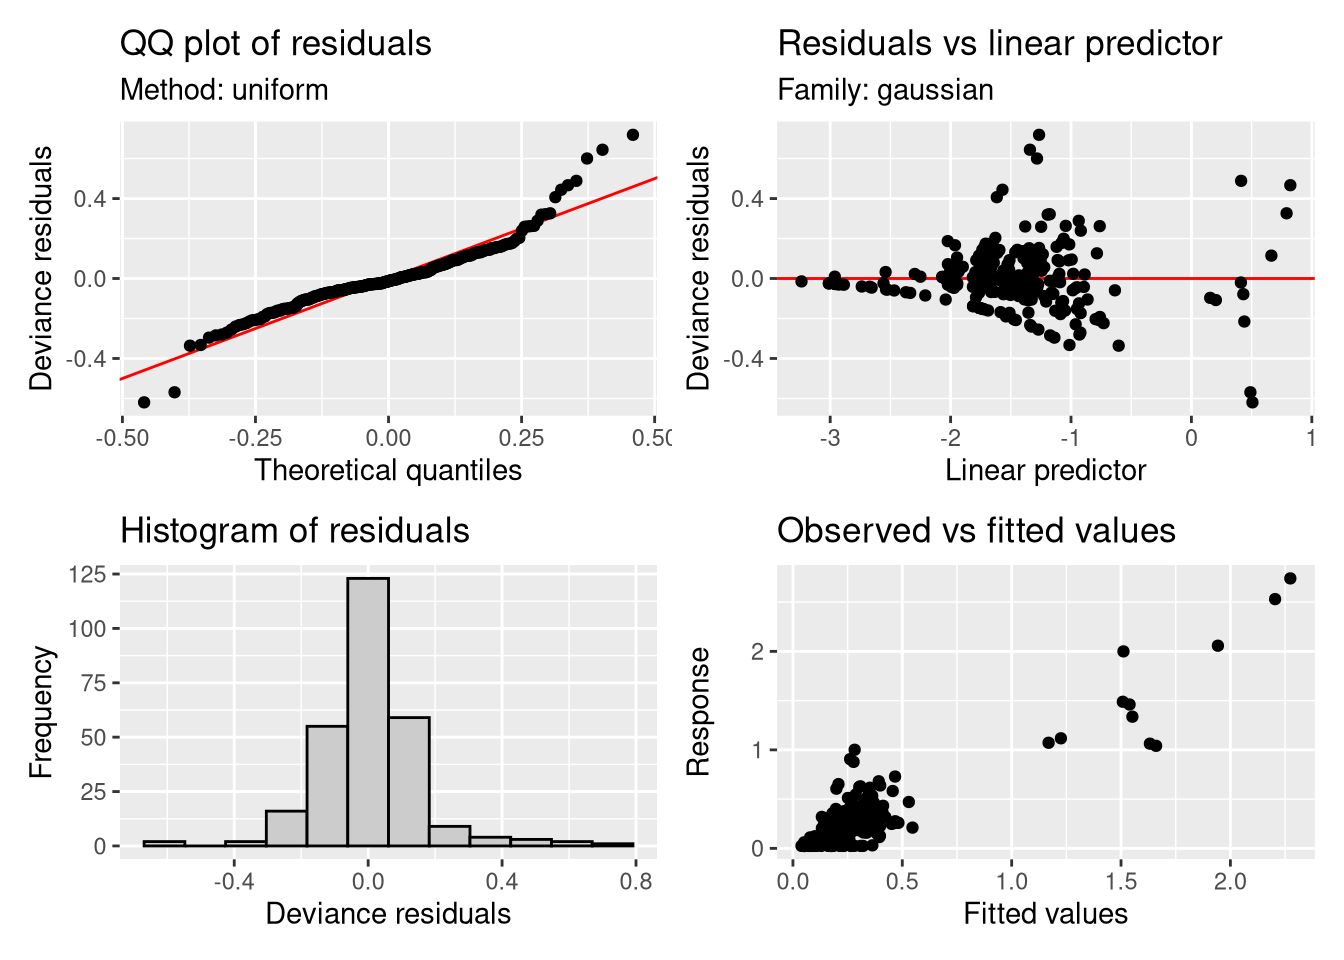 QQ plot of residuals
Method: uniform
Deviance residuals
0.4
0.0
-0.4
-0.50
-0.25
0.00
0.25
0.50
Theoretical quantiles
Residuals vs linear predictor
Family: gaussian
Deviance residuals
0.4
0.0
-0.4
-3
-2
-1
0
1
Linear predictor
Histogram of residuals
Frequency
125
100
75
50
25
0
-0.4
0.0
0.4
0.8
Deviance residuals
Observed vs fitted values
Response
2
1
0
0.0
0.5
1.0
1.5
2.0
Fitted values